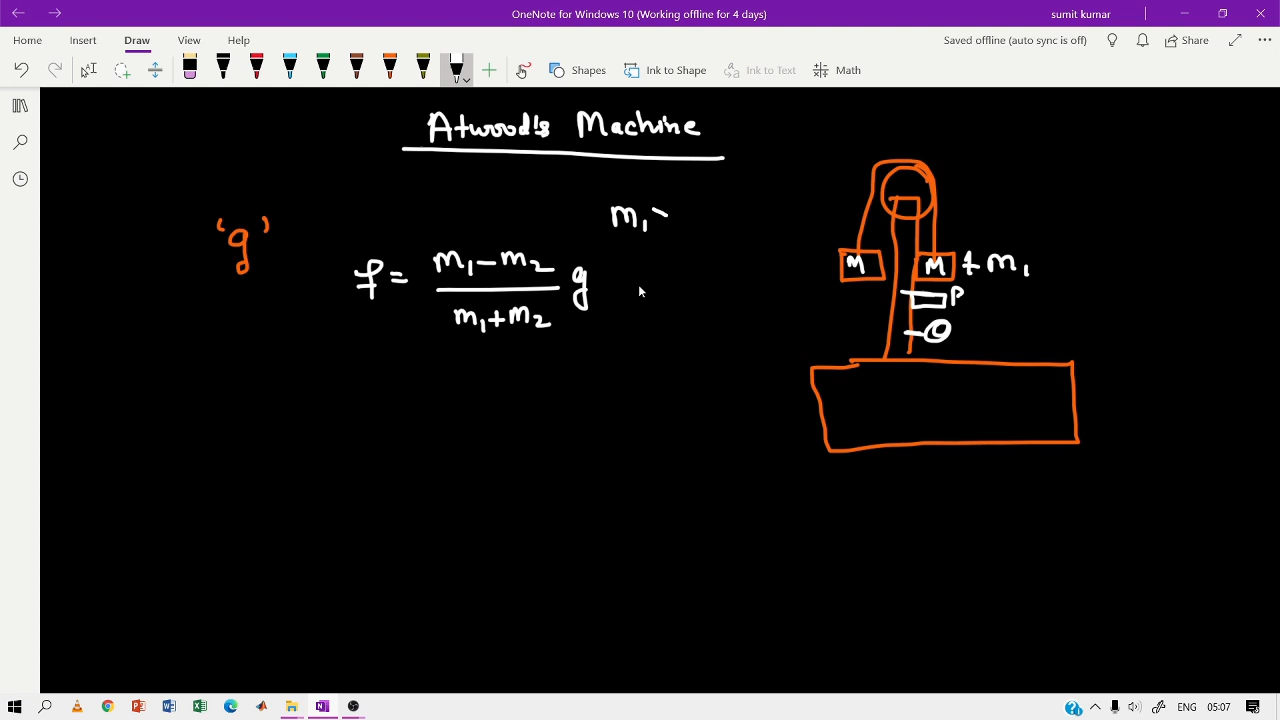 OneNote for Windows 10 (Working offline for 4 days)
sumit kumar
Home Insert Draw View Help
Saved offline (auto sync is off) Share
Shapes Ink to Shape Ink to Text Math
Atwood's Machine
'g'
m₁>
f = m₁-m₂ g
m₁+m₂
M M + m₁
P
ENG 05:07